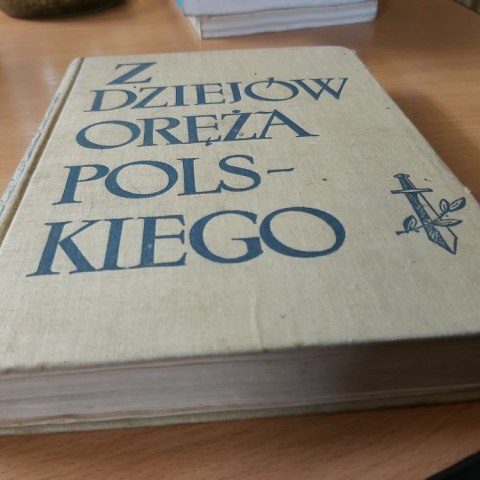 Z
DZIEJÓW
ORĘŻA
POLS-
KIEGO